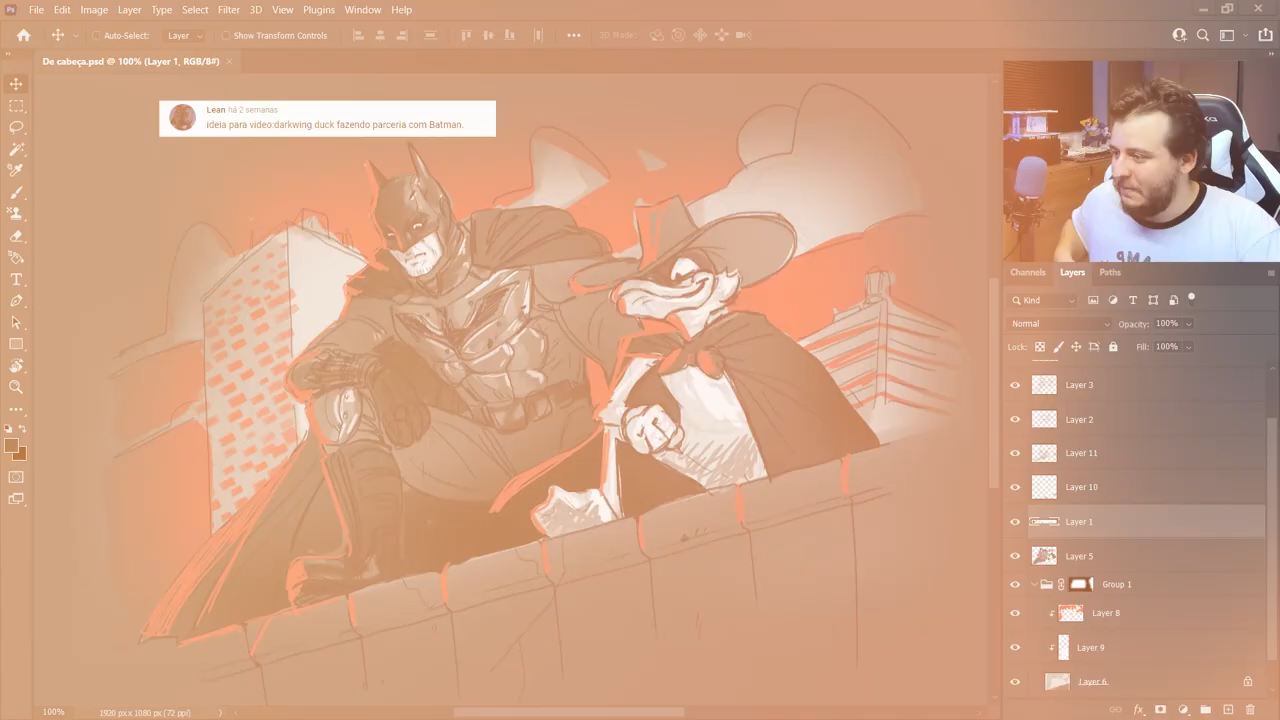 Ps File Edit Image Layer Type Select Filter 3D View Plugins Window Help
Auto-Select: Layer Show Transform Controls 3D Mode:
De cabeça.psd @ 100% (Layer 1, RGB/8#)
Lean há 2 semanas
ideia para video:darkwing duck fazendo parceria com Batman.
Channels Layers Paths
Kind
Normal Opacity: 100%
Lock: Fill: 100%
Layer 3
Layer 2
Layer 11
Layer 10
Layer 1
Layer 5
Group 1
Layer 8
Layer 9
Layer 6
100% 1920 px x 1080 px (72 ppi)